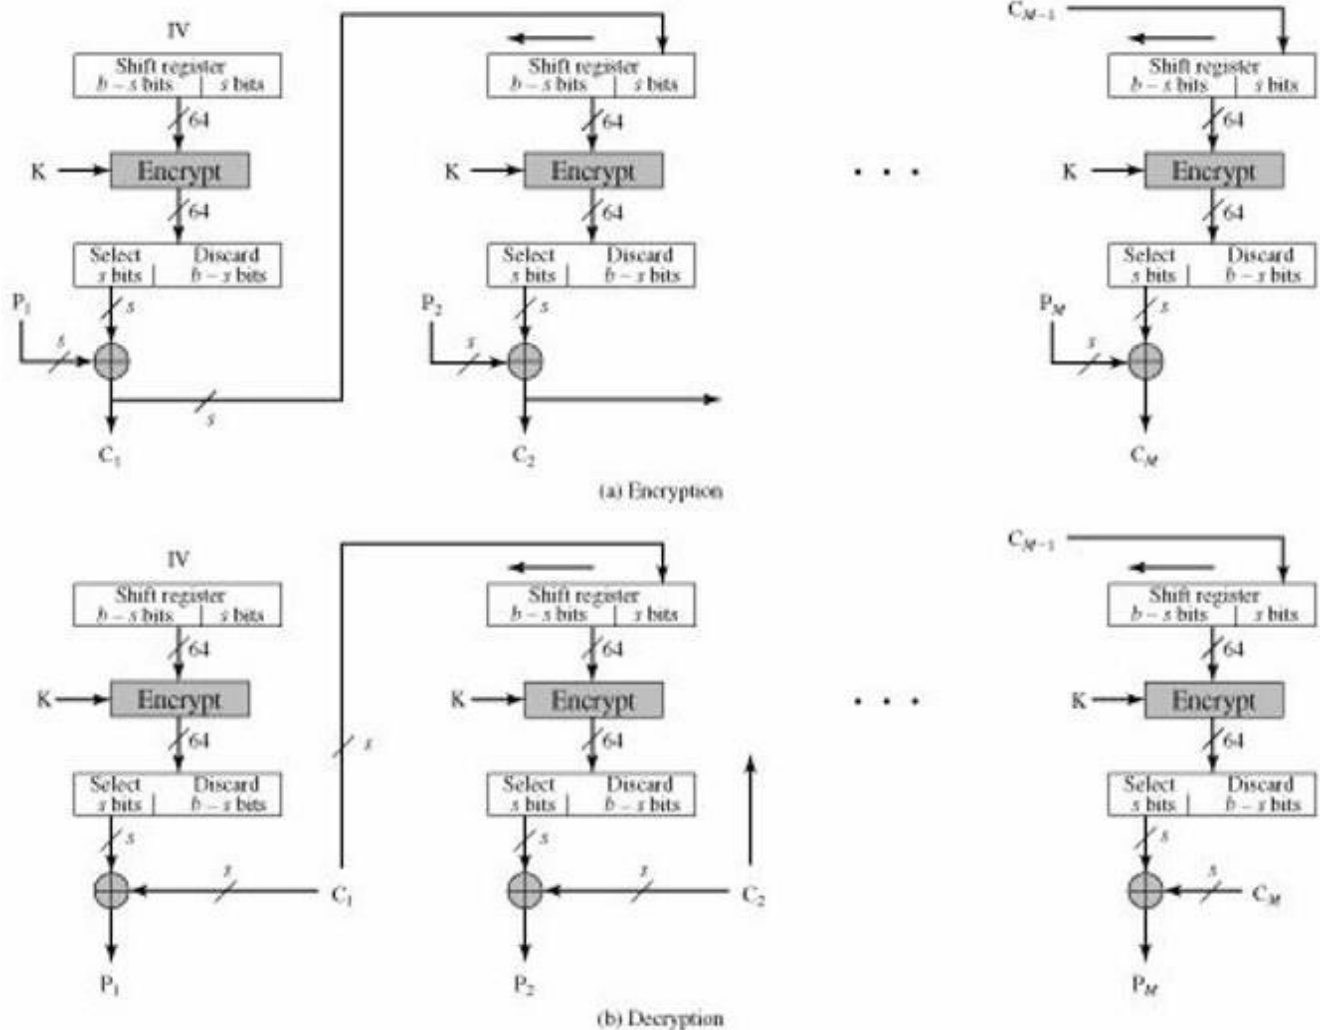 IV
Shift register
b – s bits | s bits
64
K
Encrypt
64
Select Discard
s bits | b – s bits
P1
s
s
s
C1
Shift register
b – s bits | s bits
64
K
Encrypt
64
Select Discard
s bits | b – s bits
P2
s
s
C2
. . .
CM–1
Shift register
b – s bits | s bits
64
K
Encrypt
64
Select Discard
s bits | b – s bits
PM
s
s
CM
(a) Encryption
IV
Shift register
b – s bits | s bits
64
K
Encrypt
64
Select Discard
s bits | b – s bits
s
s
s
C1
P1
Shift register
b – s bits | s bits
64
K
Encrypt
64
Select Discard
s bits | b – s bits
s
s
C2
P2
. . .
CM–1
Shift register
b – s bits | s bits
64
K
Encrypt
64
Select Discard
s bits | b – s bits
s
s
CM
PM
(b) Decryption